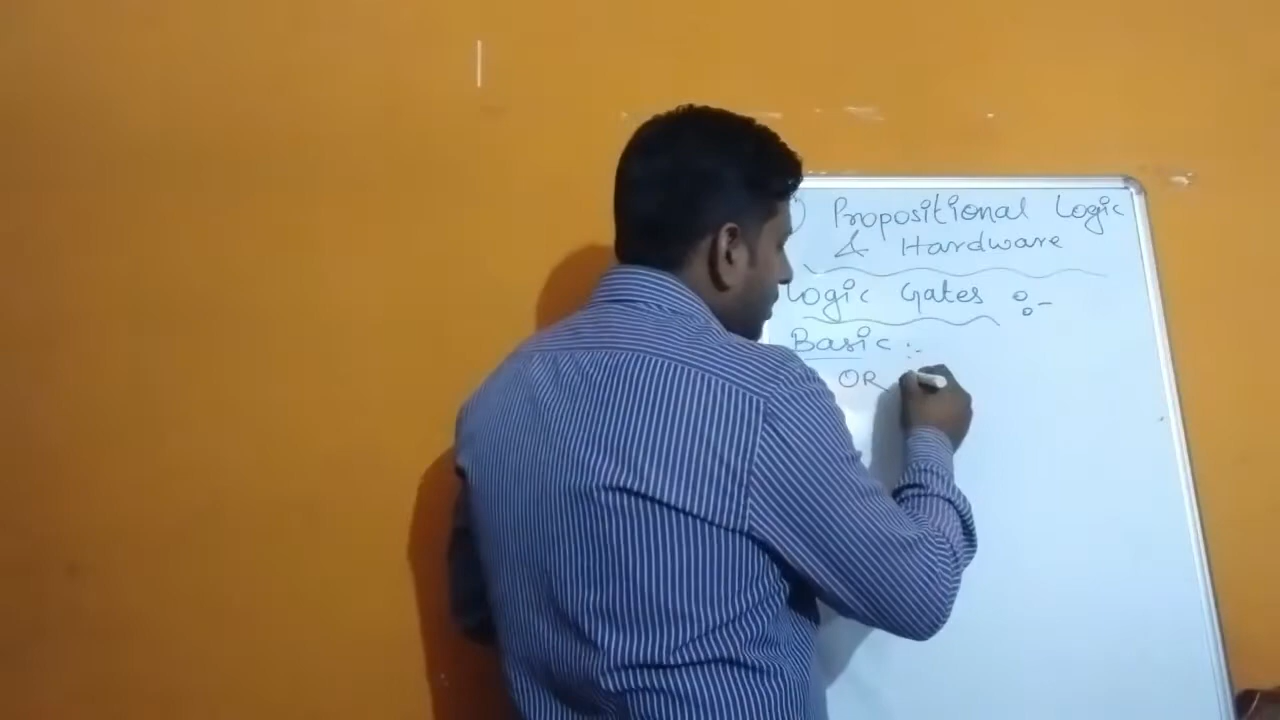 ) Propositional Logic
& Hardware
Logic Gates :-
Basic :-
OR,